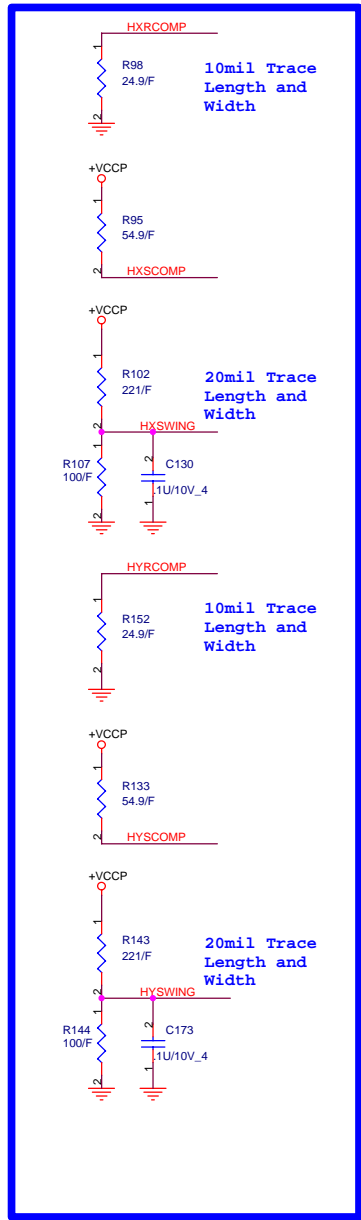 HXRCOMP
1
R98
24.9/F
2
10mil Trace
Length and
Width
+VCCP
1
R95
54.9/F
2
HXSCOMP
+VCCP
1
R102
221/F
2
20mil Trace
Length and
Width
HXSWING
1
R107
100/F
2
2
C130
.1U/10V_4
1
HYRCOMP
1
R152
24.9/F
2
10mil Trace
Length and
Width
+VCCP
1
R133
54.9/F
2
HYSCOMP
+VCCP
1
R143
221/F
2
20mil Trace
Length and
Width
HYSWING
1
R144
100/F
2
2
C173
.1U/10V_4
1